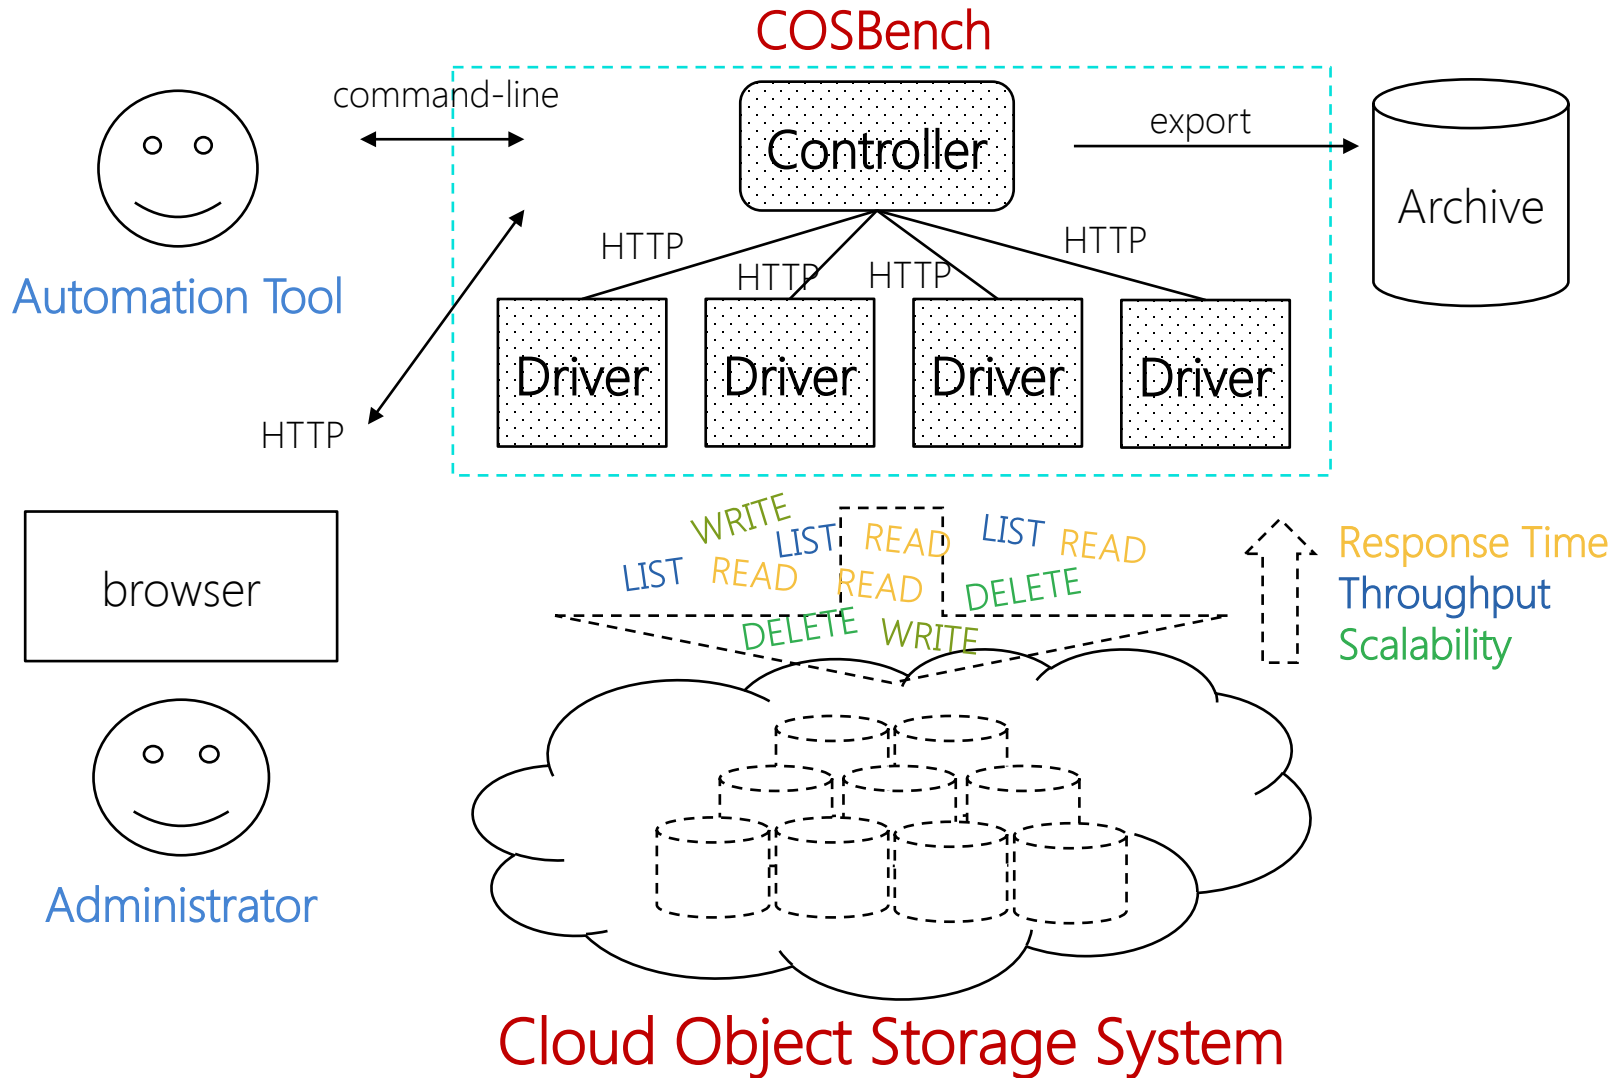 COSBench
command-line
Controller
export
Archive
Automation Tool
HTTP
HTTP
HTTP
HTTP
Driver
Driver
Driver
Driver
HTTP
browser
Administrator
WRITE
LIST
READ
LIST
READ
LIST
READ
READ
DELETE
DELETE
WRITE
Response Time
Throughput
Scalability
Cloud Object Storage System